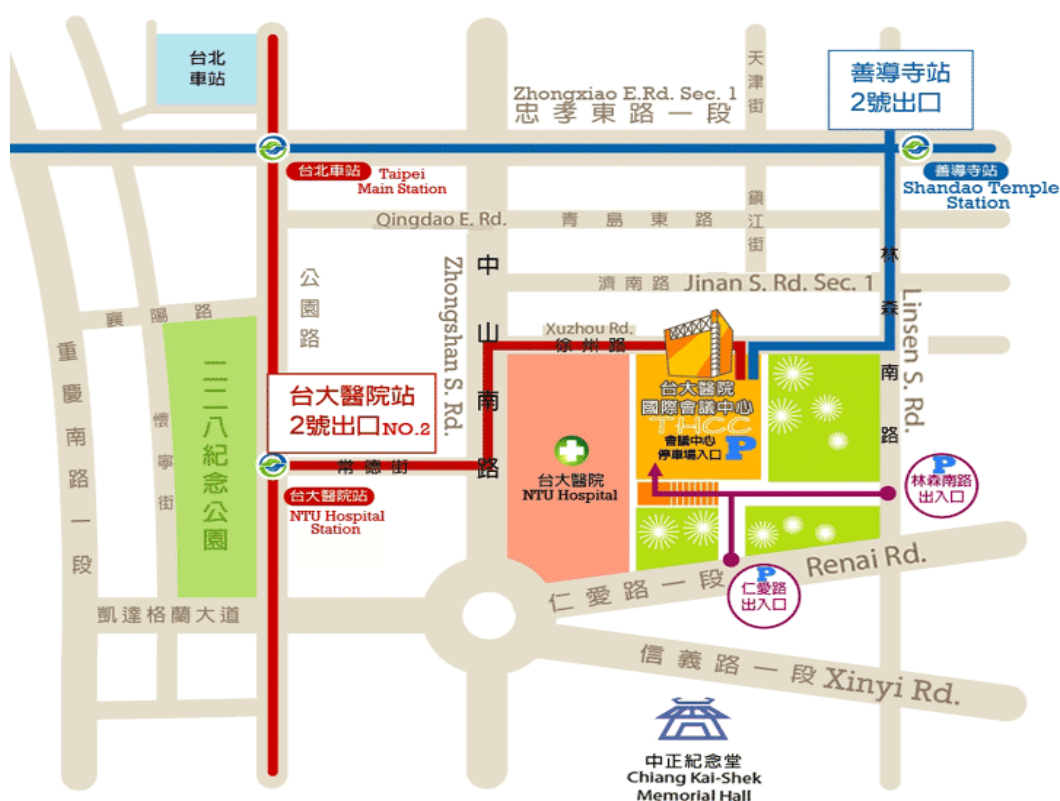 台北
車站
善導寺站
2號出口
天津街
Zhongxiao E.Rd. Sec. 1
忠孝東路一段
台北車站
Taipei
Main Station
善導寺站
Shandao Temple
Station
Qingdao E. Rd.
青島東路
鎮江街
公園路
Zhongshan S. Rd.
中山南路
濟南路 Jinan S. Rd. Sec. 1
林森南路
Linsen S. Rd.
襄陽路
Xuzhou Rd.
徐州路
重慶南路一段
懷寧街
二二八紀念公園
台大醫院站
2號出口NO.2
台大醫院
國際會議中心
THCC
會議中心
停車場入口 P
常德街
台大醫院站
NTU Hospital
Station
台大醫院
NTU Hospital
P
林森南路
出入口
P
仁愛路
出入口
仁愛路一段 Renai Rd.
凱達格蘭大道
信義路一段 Xinyi Rd.
中正紀念堂
Chiang Kai-Shek
Memorial Hall